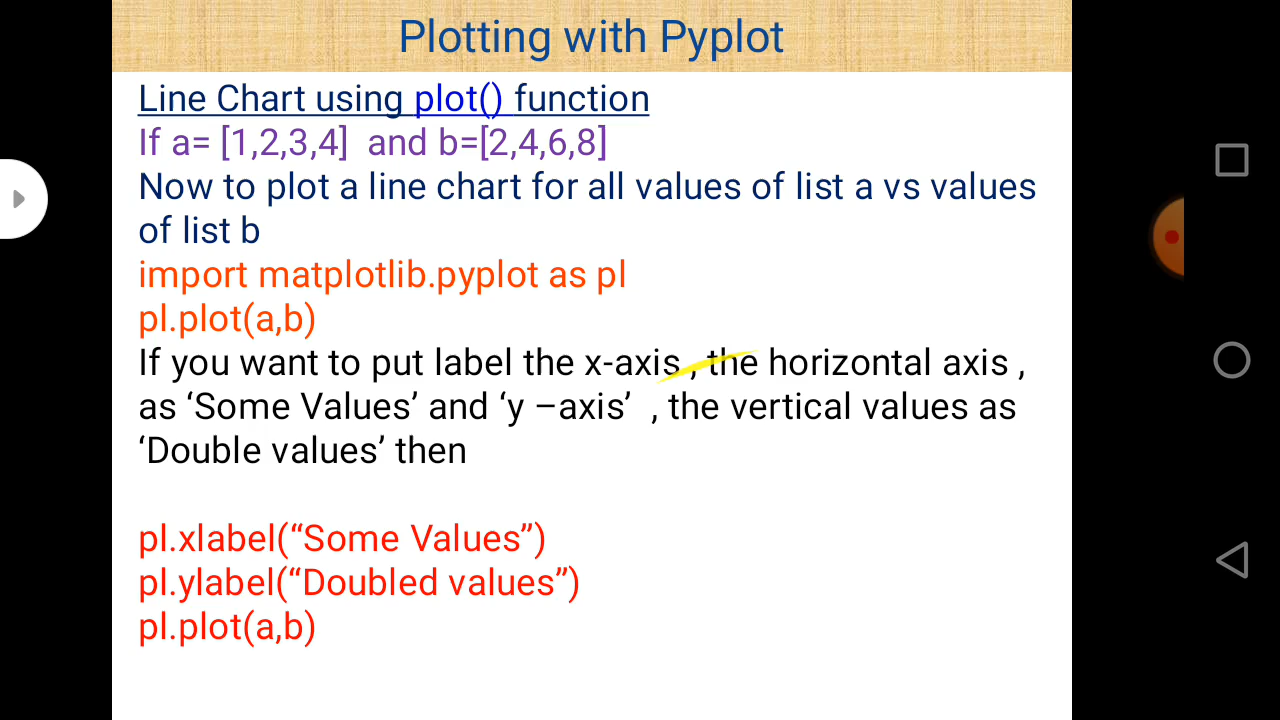 Plotting with Pyplot
Line Chart using plot() function
If a= [1,2,3,4]  and b=[2,4,6,8]
Now to plot a line chart for all values of list a vs values
of list b
import matplotlib.pyplot as pl
pl.plot(a,b)
If you want to put label the x-axis , the horizontal axis ,
as ‘Some Values’ and ‘y –axis’  , the vertical values as
‘Double values’ then
pl.xlabel(“Some Values”)
pl.ylabel(“Doubled values”)
pl.plot(a,b)